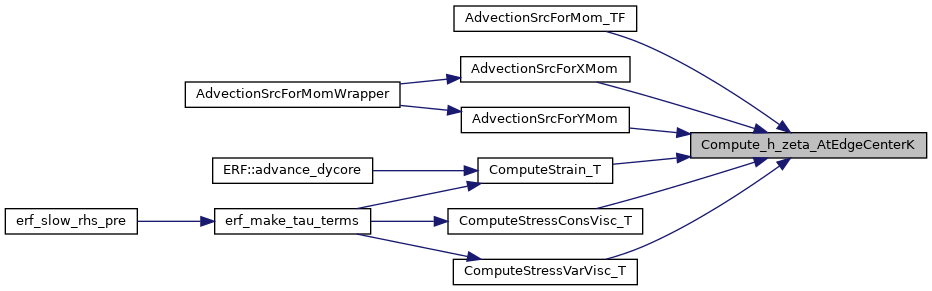 AdvectionSrcForMom_TF
AdvectionSrcForXMom
AdvectionSrcForMomWrapper
AdvectionSrcForYMom
Compute_h_zeta_AtEdgeCenterK
ERF::advance_dycore
ComputeStrain_T
erf_slow_rhs_pre
erf_make_tau_terms
ComputeStressConsVisc_T
ComputeStressVarVisc_T